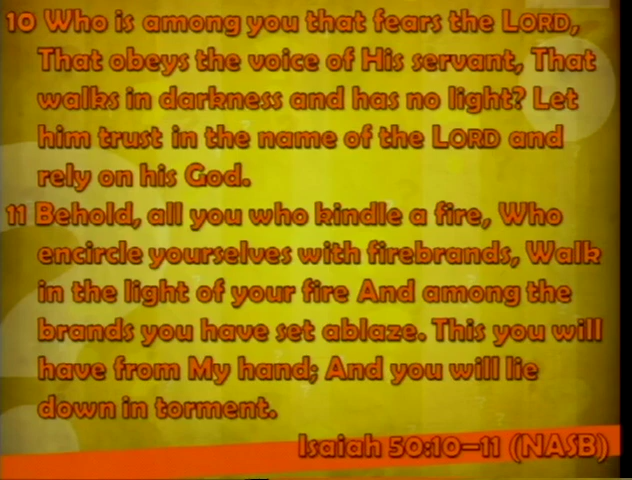 10 Who is among you that fears the LORD,
That obeys the voice of His servant, That
walks in darkness and has no light? Let
him trust in the name of the LORD and
rely on his God.
11 Behold, all you who kindle a fire, Who
encircle yourselves with firebrands, Walk
in the light of your fire And among the
brands you have set ablaze. This you will
have from My hand; And you will lie
down in torment.
Isaiah 50:10–11 (NASB)